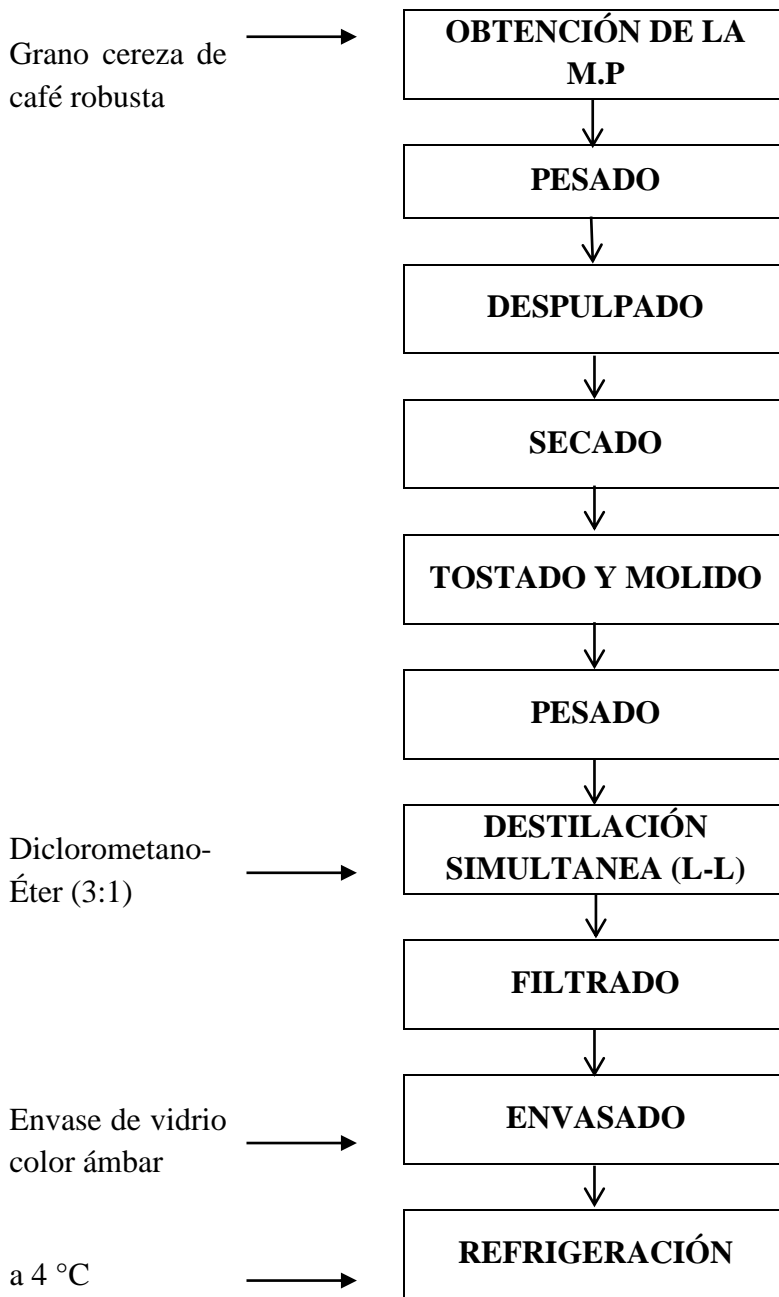 Grano cereza de
café robusta
OBTENCIÓN DE LA
M.P
PESADO
DESPULPADO
SECADO
TOSTADO Y MOLIDO
PESADO
Diclorometano-
Éter (3:1)
DESTILACIÓN
SIMULTANEA (L-L)
FILTRADO
Envase de vidrio
color ámbar
ENVASADO
a 4 °C
REFRIGERACIÓN